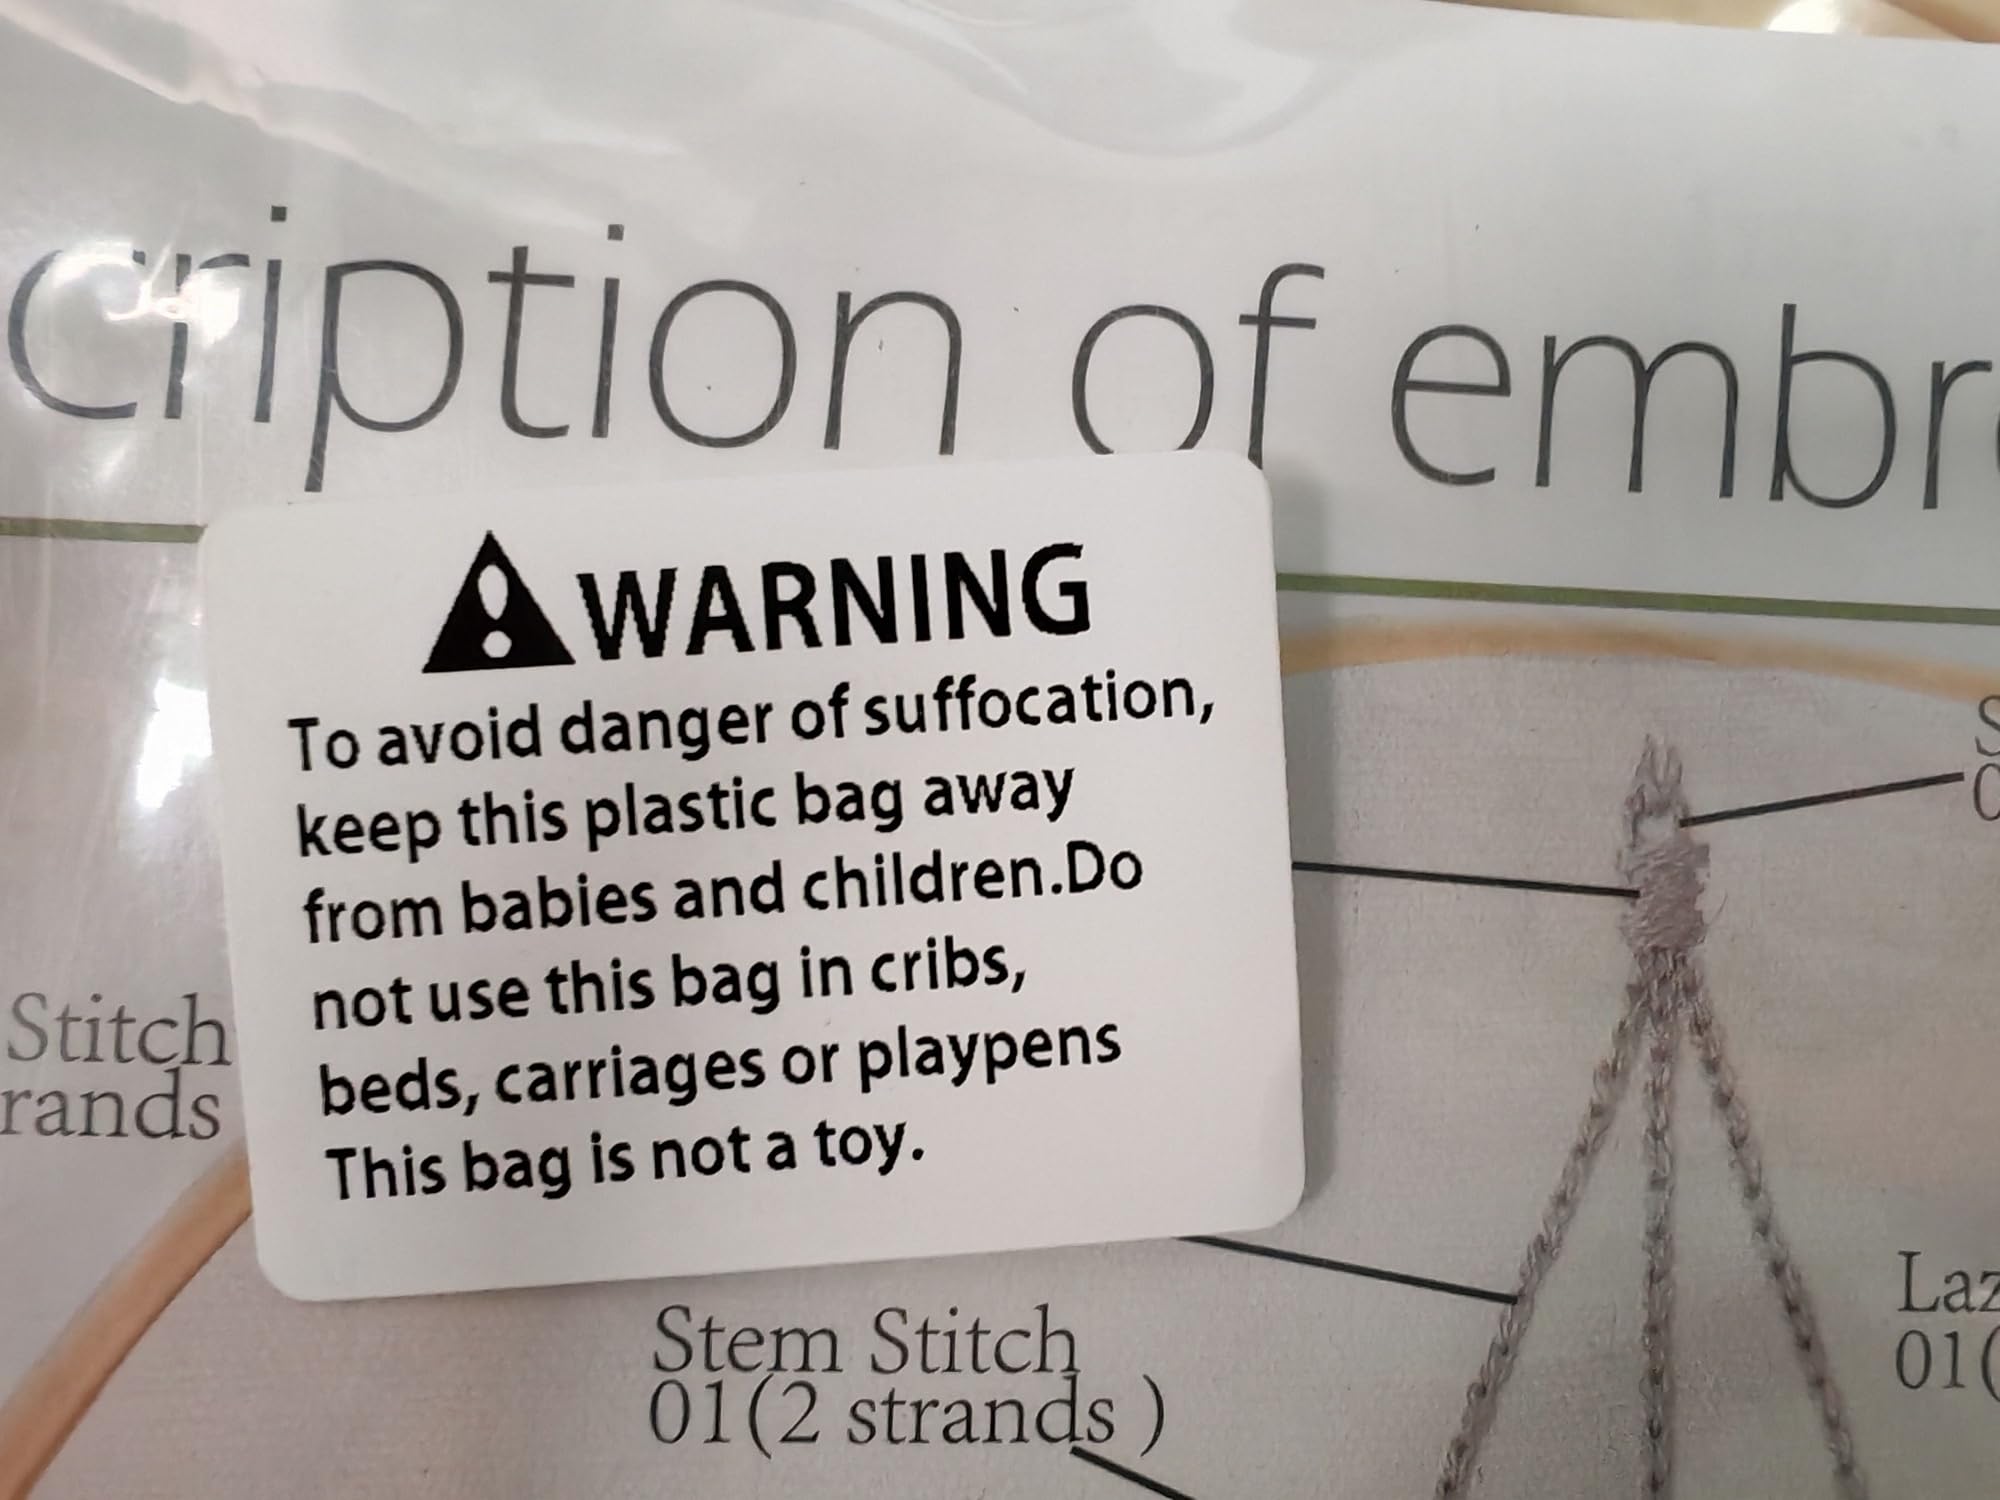 cription of embr
WARNING
To avoid danger of suffocation,
keep this plastic bag away
from babies and children.Do
not use this bag in cribs,
beds, carriages or playpens
This bag is not a toy.
Stitch
rands
Stem Stitch
01(2 strands )
Laz
01(